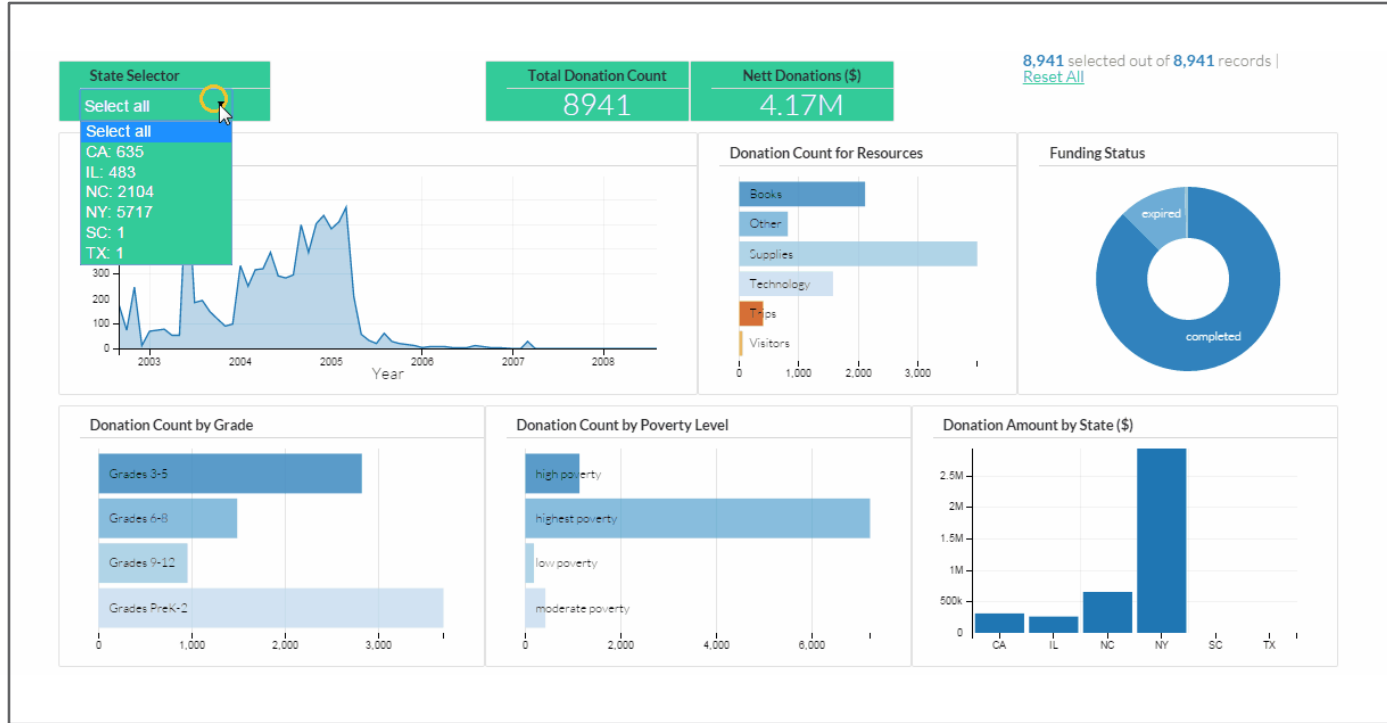 State Selector
Select all
Select all
CA: 635
IL: 483
NC: 2104
NY: 5717
SC: 1
TX: 1
Total Donation Count
8941
Nett Donations ($)
4.17M
8,941 selected out of 8,941 records |
Reset All
300
200
100
0
2003 2004 2005 2006 2007 2008
Year
Donation Count for Resources
Books
Other
Supplies
Technology
Trips
Visitors
0 1,000 2,000 3,000
Funding Status
expired
completed
Donation Count by Grade
Grades 3-5
Grades 6-8
Grades 9-12
Grades PreK-2
0 1,000 2,000 3,000
Donation Count by Poverty Level
high poverty
highest poverty
low poverty
moderate poverty
0 2,000 4,000 6,000
Donation Amount by State ($)
2.5M
2M
1.5M
1M
500k
0
CA IL NC NY SC TX